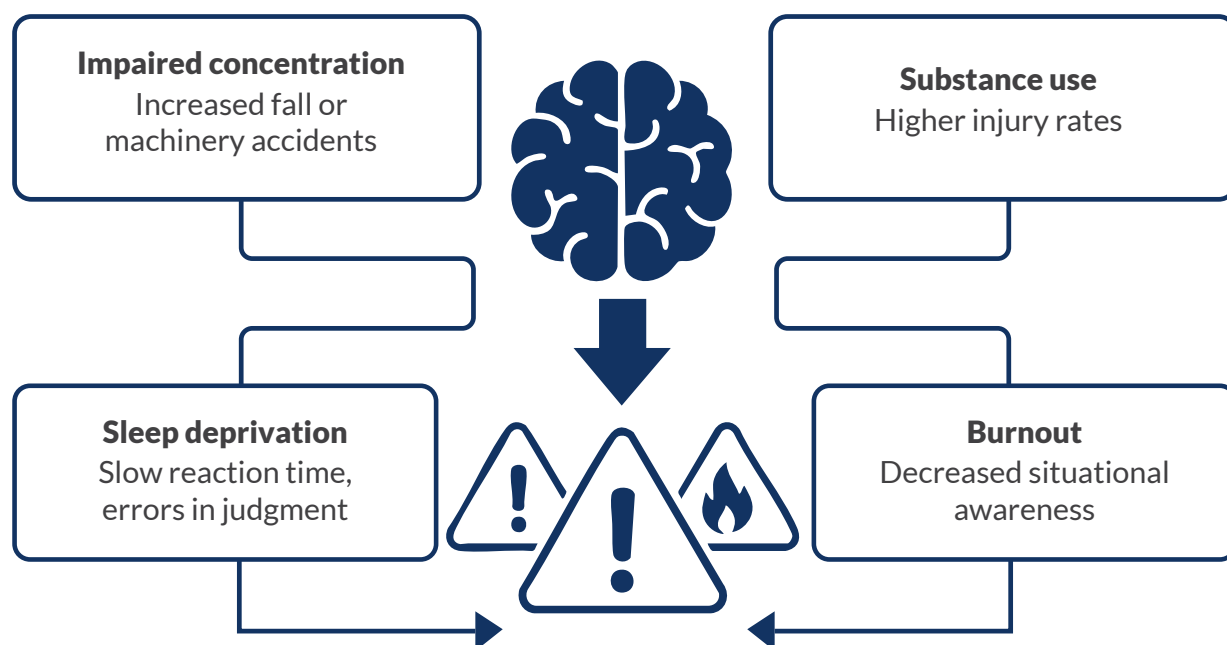 Impaired concentration
Increased fall or
machinery accidents
Substance use
Higher injury rates
Sleep deprivation
Slow reaction time,
errors in judgment
Burnout
Decreased situational
awareness